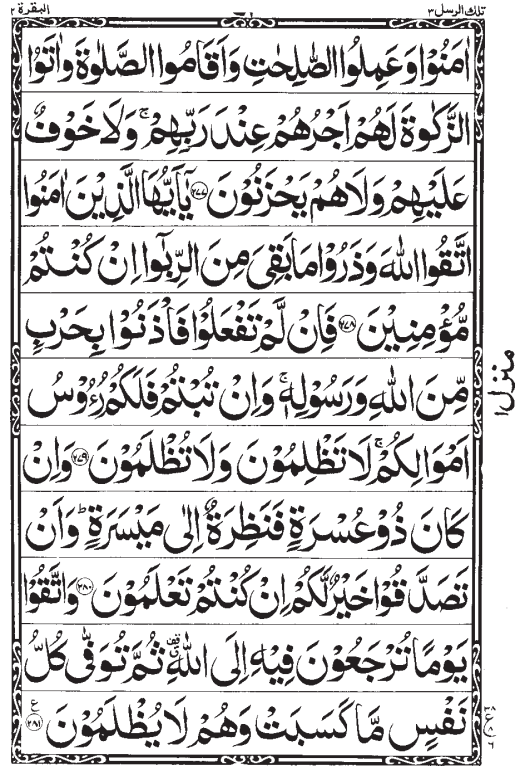 تلك الرسل ٣
البقرة ٢
اٰمَنُوْا وَعَمِلُوا الصّٰلِحٰتِ وَاَقَامُوا الصَّلٰوةَ وَاٰتَوُا
الزَّكٰوةَ لَهُمْ اَجْرُهُمْ عِنْدَ رَبِّهِمْ ۚ وَلَا خَوْفٌ
عَلَيْهِمْ وَلَا هُمْ يَحْزَنُوْنَ ﴿٢٧٧﴾ يٰۤاَيُّهَا الَّذِيْنَ اٰمَنُوا
اتَّقُوا اللّٰهَ وَذَرُوْا مَا بَقِىَ مِنَ الرِّبٰٓوا اِنْ كُنْتُمْ
مُّؤْمِنِيْنَ ﴿٢٧٨﴾ فَاِنْ لَّمْ تَفْعَلُوْا فَاْذَنُوْا بِحَرْبٍ
مِّنَ اللّٰهِ وَرَسُوْلِهٖ ۚ وَاِنْ تُبْتُمْ فَلَكُمْ رُءُوْسُ
اَمْوَالِكُمْ ۚ لَا تَظْلِمُوْنَ وَلَا تُظْلَمُوْنَ ﴿٢٧٩﴾ وَاِنْ
كَانَ ذُوْ عُسْرَةٍ فَنَظِرَةٌ اِلٰى مَيْسَرَةٍ ؕ وَاَنْ
تَصَدَّقُوْا خَيْرٌ لَّكُمْ اِنْ كُنْتُمْ تَعْلَمُوْنَ ﴿٢٨٠﴾ وَاتَّقُوْا
يَوْمًا تُرْجَعُوْنَ فِيْهِ اِلَى اللّٰهِ ۗ ثُمَّ تُوَفّٰى كُلُّ
نَفْسٍ مَّا كَسَبَتْ وَهُمْ لَا يُظْلَمُوْنَ ﴿٢٨١﴾ ع
منزل ١